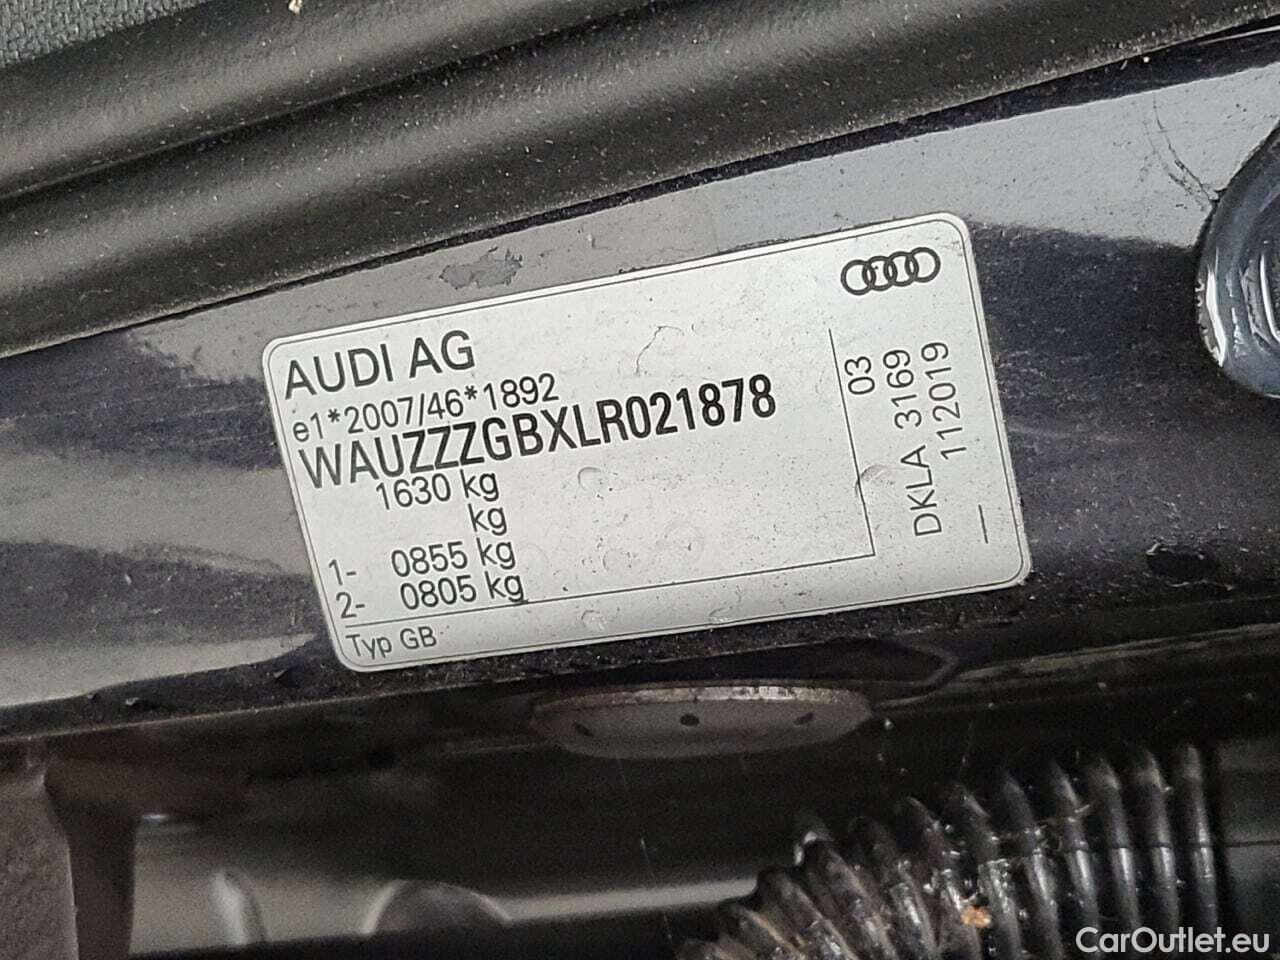 AUDI AG
e1*2007/46*1892
WAUZZZGBXLR021878
1630 kg
kg
1- 0855 kg
2- 0805 kg
Typ GB
03
DKLA 3169
112019
—
CarOutlet.eu